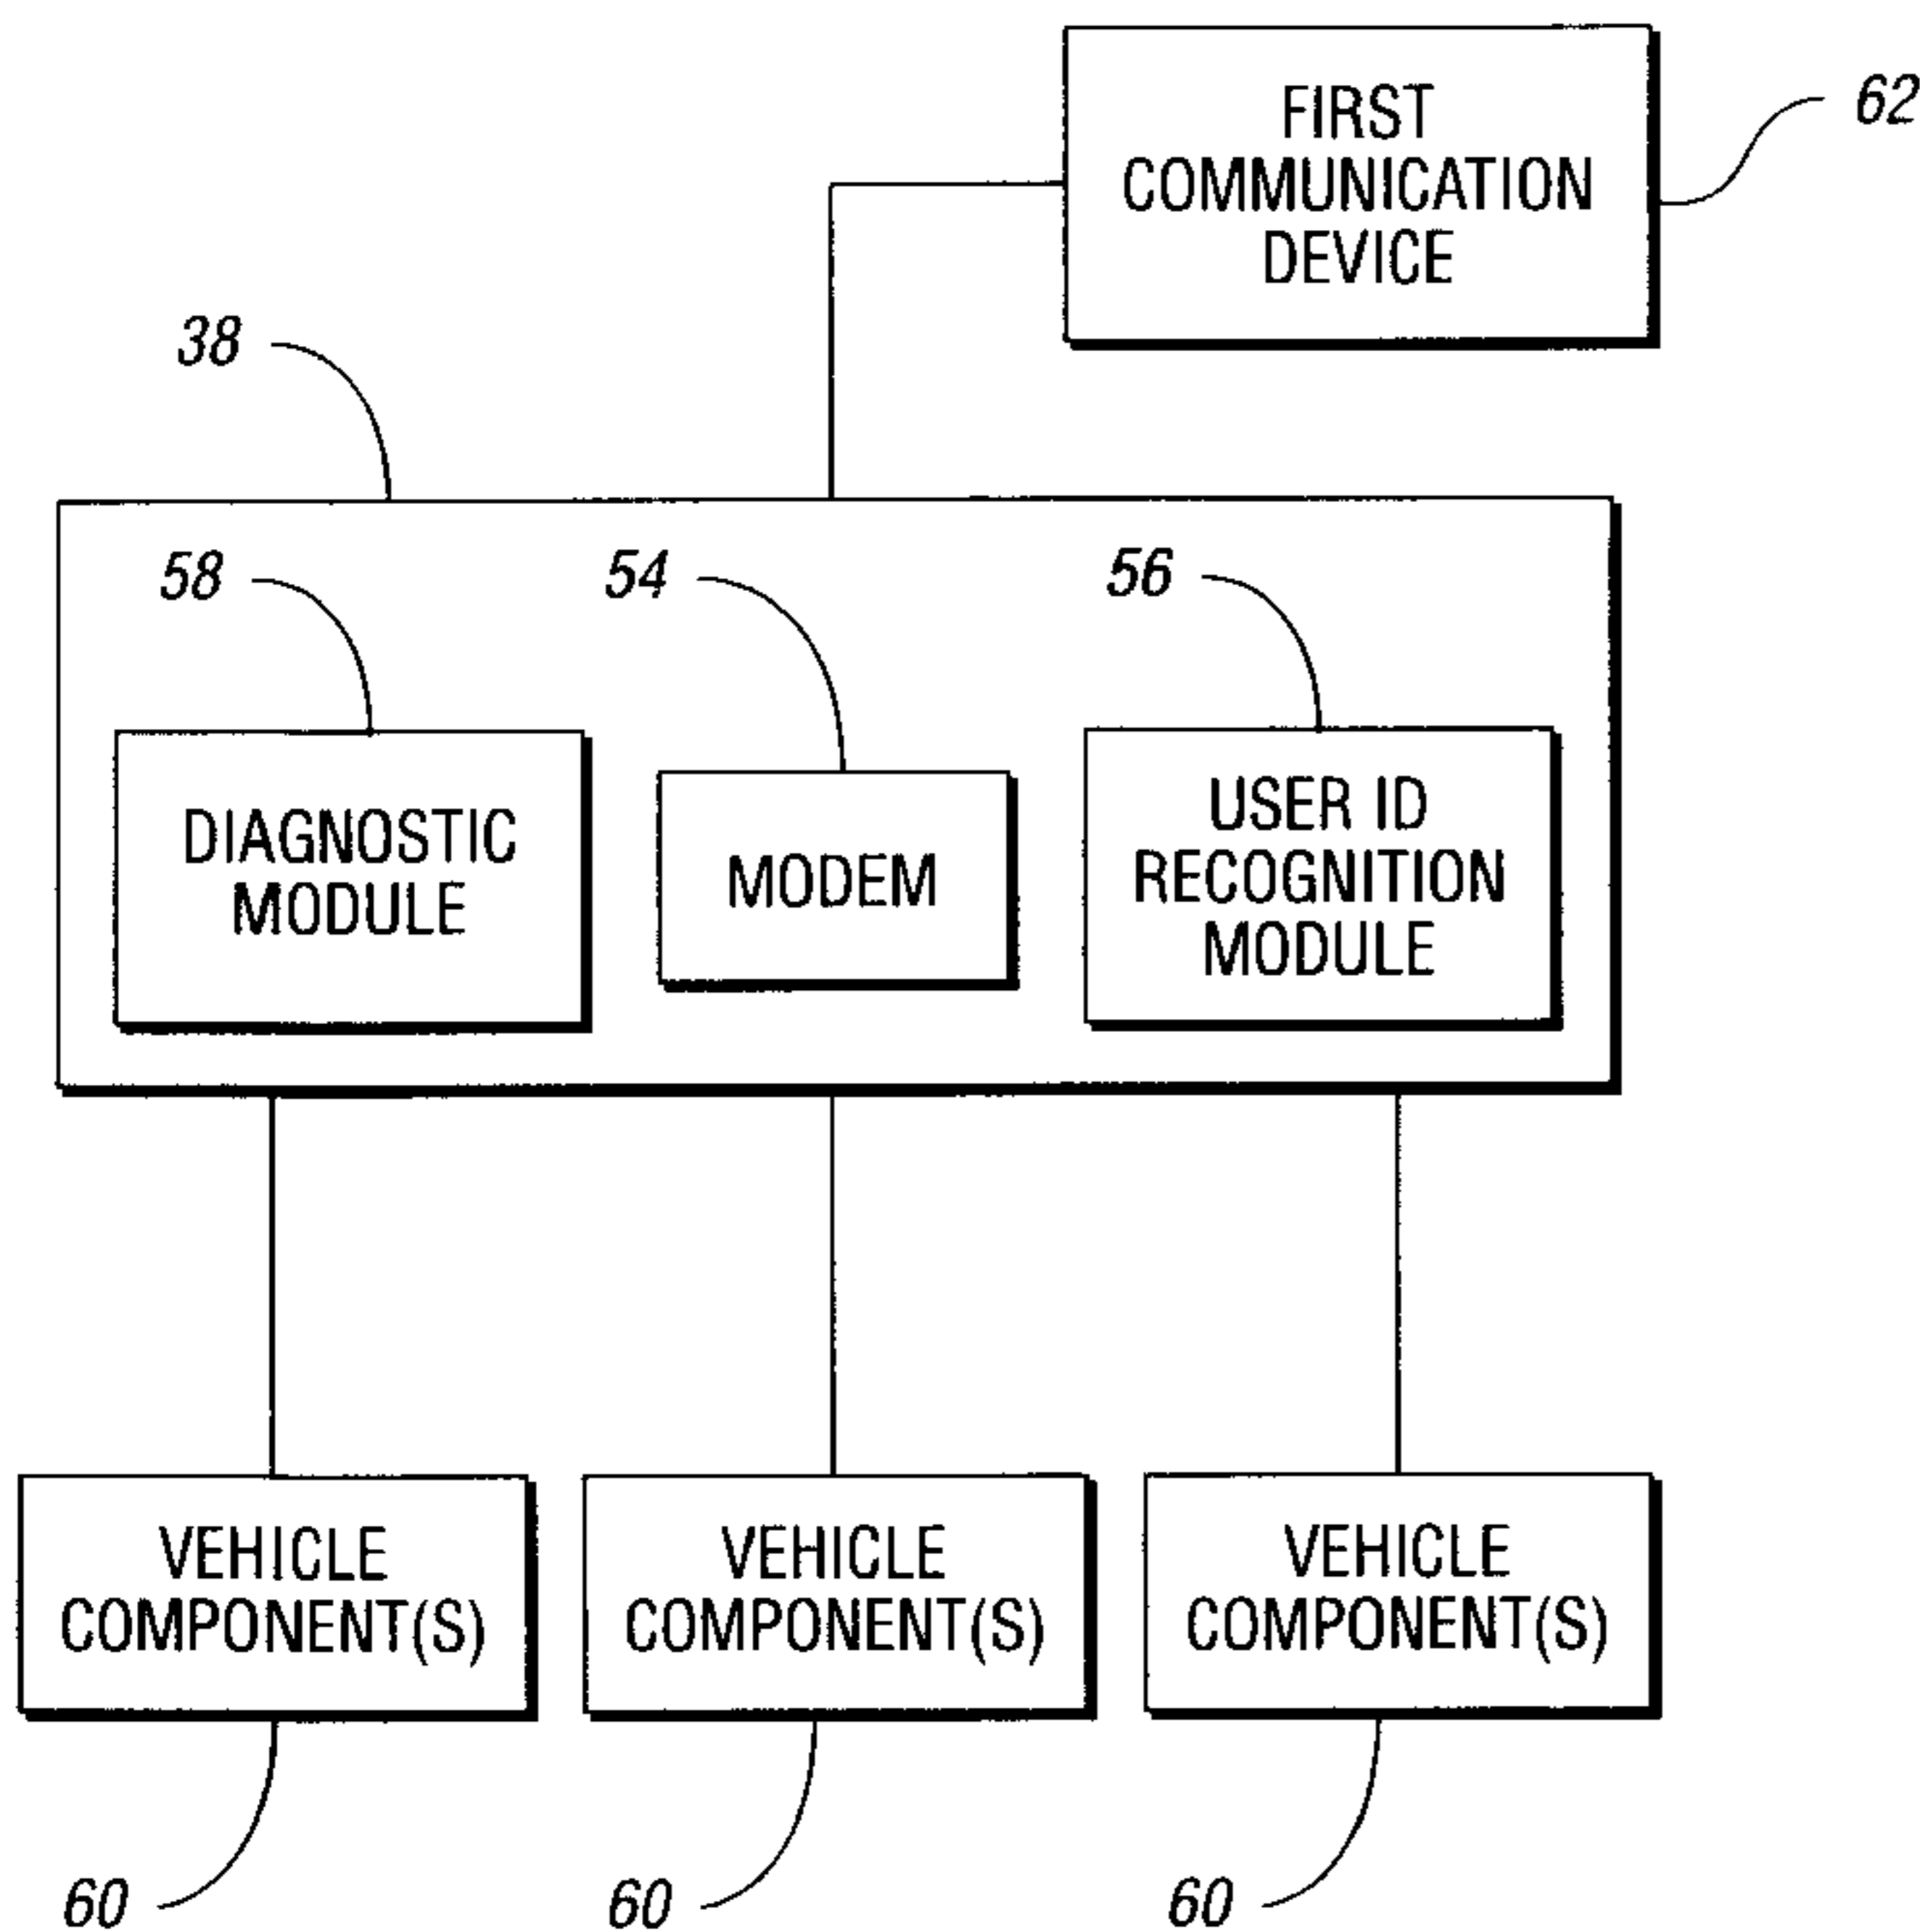 FIRST
COMMUNICATION
DEVICE
62
38
58
54
56
DIAGNOSTIC
MODULE
MODEM
USER ID
RECOGNITION
MODULE
VEHICLE
COMPONENT(S)
VEHICLE
COMPONENT(S)
VEHICLE
COMPONENT(S)
60
60
60